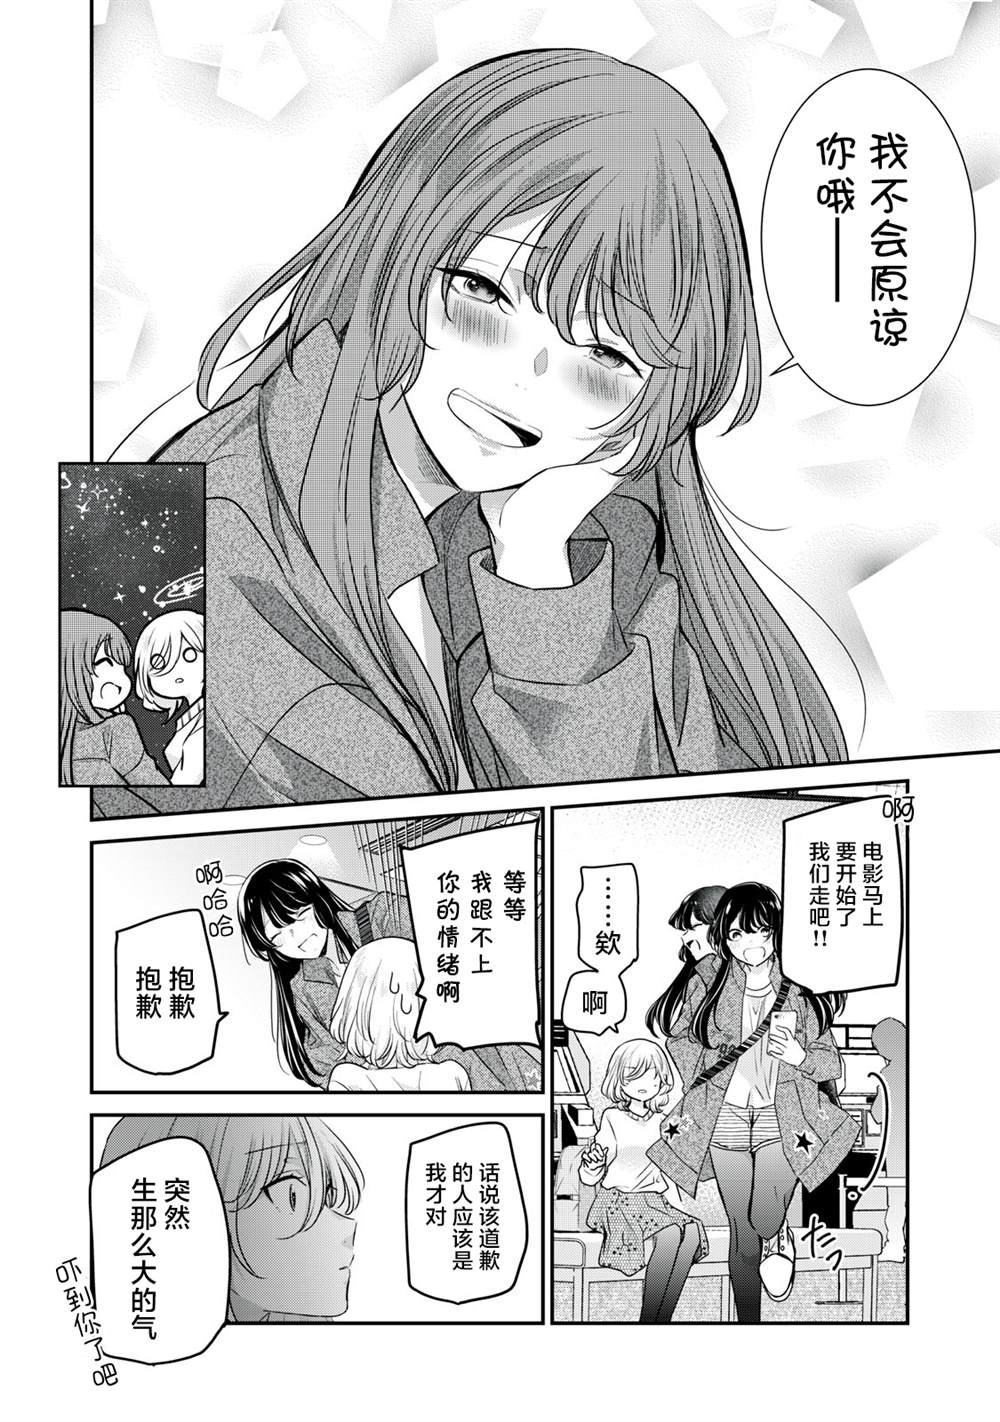 我不会原谅
你哦——
啊
电影马上
要开始了
我们走吧!!
……欸
啊
たっ
等等
我跟不上
你的情绪啊
啊哈哈
抱歉
抱歉
话说该道歉
的人应该是
我才对
突然
生那么大的气
吓到你了吧